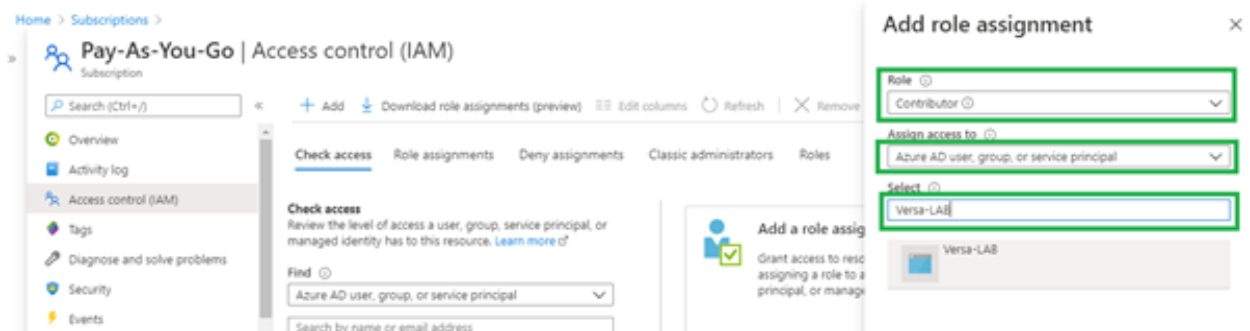 Home > Subscriptions >
Pay-As-You-Go | Access control (IAM)
Subscription
Search (Ctrl+/)
Overview
Activity log
Access control (IAM)
Tags
Diagnose and solve problems
Security
Events
Add
Download role assignments (preview)
Edit columns
Refresh
Remove
Check access
Role assignments
Deny assignments
Classic administrators
Roles
Check access
Review the level of access a user, group, service principal, or
managed identity has to this resource. Learn more
Find
Azure AD user, group, or service principal
Search by name or email address
Add a role assig
Grant access to reso
assigning a role to a
principal, or manage
Add role assignment
Role
Contributor
Assign access to
Azure AD user, group, or service principal
Select
Versa-LAB
Versa-LAB